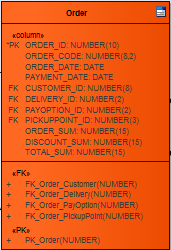 Order
«column»
*PK ORDER_ID: NUMBER(10)
ORDER_CODE: NUMBER(8,2)
ORDER_DATE: DATE
PAYMENT_DATE: DATE
FK CUSTOMER_ID: NUMBER(8)
FK DELIVERY_ID: NUMBER(2)
FK PAYOPTION_ID: NUMBER(2)
FK PICKUPPOINT_ID: NUMBER(3)
ORDER_SUM: NUMBER(15)
DISCOUNT_SUM: NUMBER(15)
TOTAL_SUM: NUMBER(15)
«FK»
+ FK_Order_Customer(NUMBER)
+ FK_Order_Delivery(NUMBER)
+ FK_Order_PayOption(NUMBER)
+ FK_Order_PickupPoint(NUMBER)
«PK»
+ PK_Order(NUMBER)